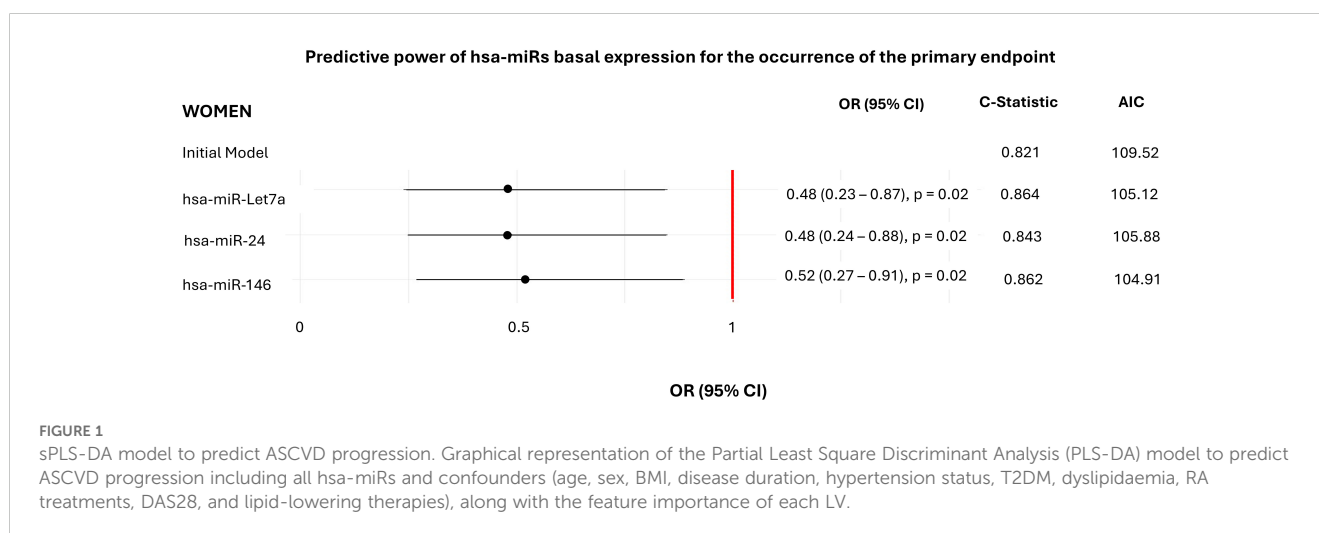 Predictive power of hsa-miRs basal expression for the occurrence of the primary endpoint
WOMEN OR (95% CI) C-Statistic AIC
Initial Model 0.821 109.52
hsa-miR-Let7a 0.48 (0.23 – 0.87), p = 0.02 0.864 105.12
hsa-miR-24 0.48 (0.24 – 0.88), p = 0.02 0.843 105.88
hsa-miR-146 0.52 (0.27 – 0.91), p = 0.02 0.862 104.91
0 0.5 1
OR (95% CI)
FIGURE 1
sPLS-DA model to predict ASCVD progression. Graphical representation of the Partial Least Square Discriminant Analysis (PLS-DA) model to predict
ASCVD progression including all hsa-miRs and confounders (age, sex, BMI, disease duration, hypertension status, T2DM, dyslipidaemia, RA
treatments, DAS28, and lipid-lowering therapies), along with the feature importance of each LV.